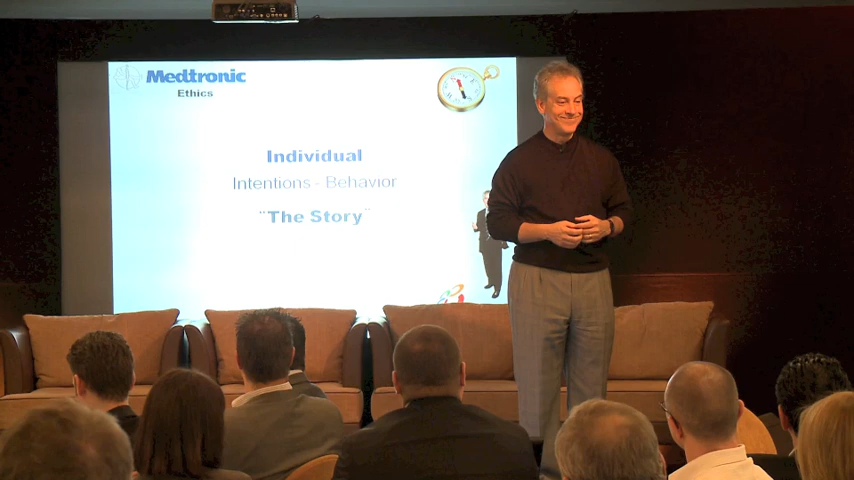 Medtronic
Ethics
Individual
Intentions - Behavior
"The Story"